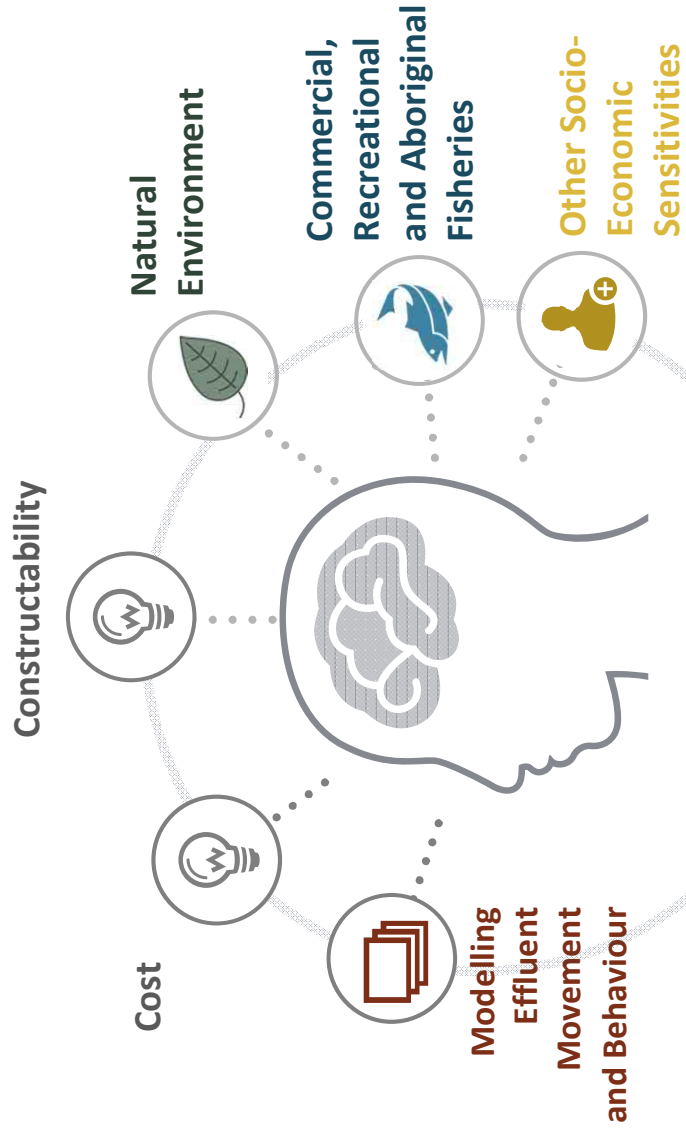 Constructability
Cost
Natural
Environment
Commercial,
Recreational
and Aboriginal
Fisheries
Other Socio-
Economic
Sensitivities
Modelling
Effluent
Movement
and Behaviour